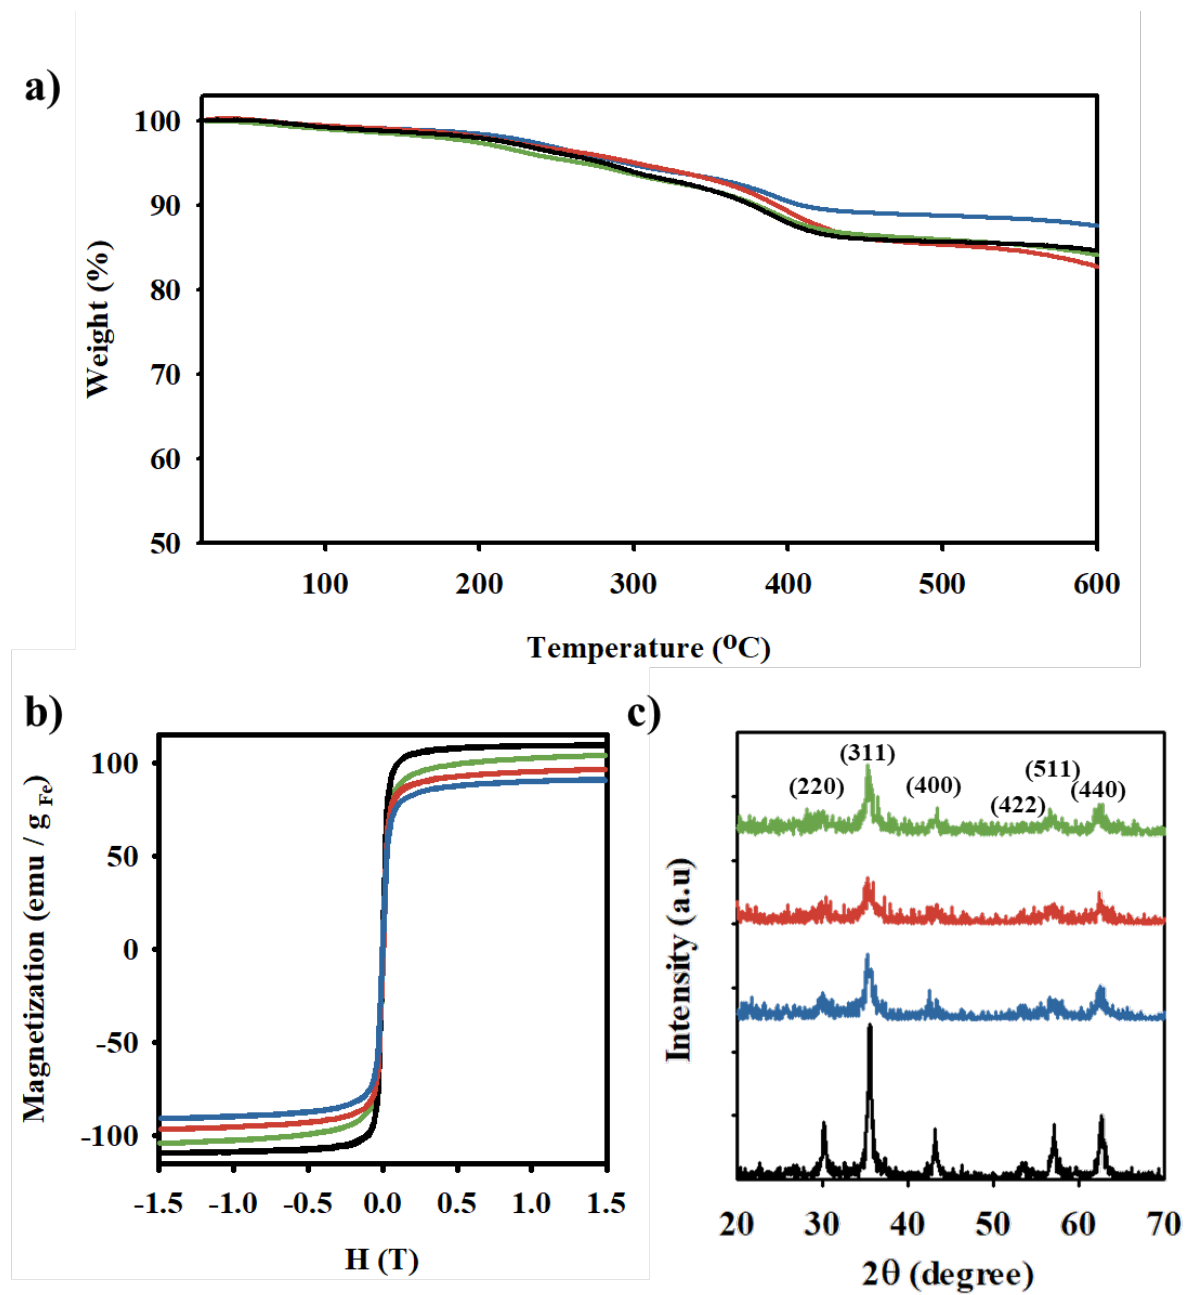 a)
100
90
80
70
60
50
Weight (%)
100 200 300 400 500 600
Temperature (⁰C)
b)
100
50
0
-50
-100
Magnetization (emu / g Fe)
-1.5 -1.0 -0.5 0.0 0.5 1.0 1.5
H (T)
c)
(311)
(511)
(220) (400) (440)
(422)
Intensity (a.u)
20 30 40 50 60 70
2θ (degree)